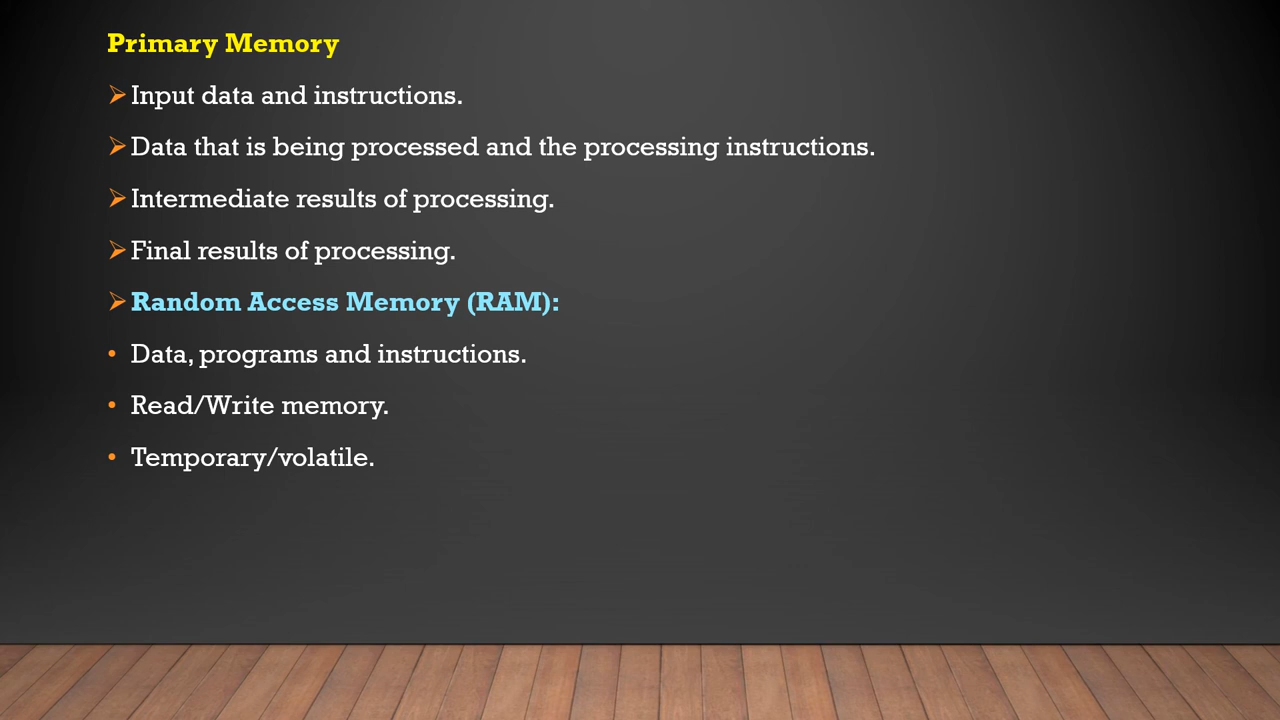 Primary Memory
➢Input data and instructions.
➢Data that is being processed and the processing instructions.
➢Intermediate results of processing.
➢Final results of processing.
➢Random Access Memory (RAM):
• Data, programs and instructions.
• Read/Write memory.
• Temporary/volatile.